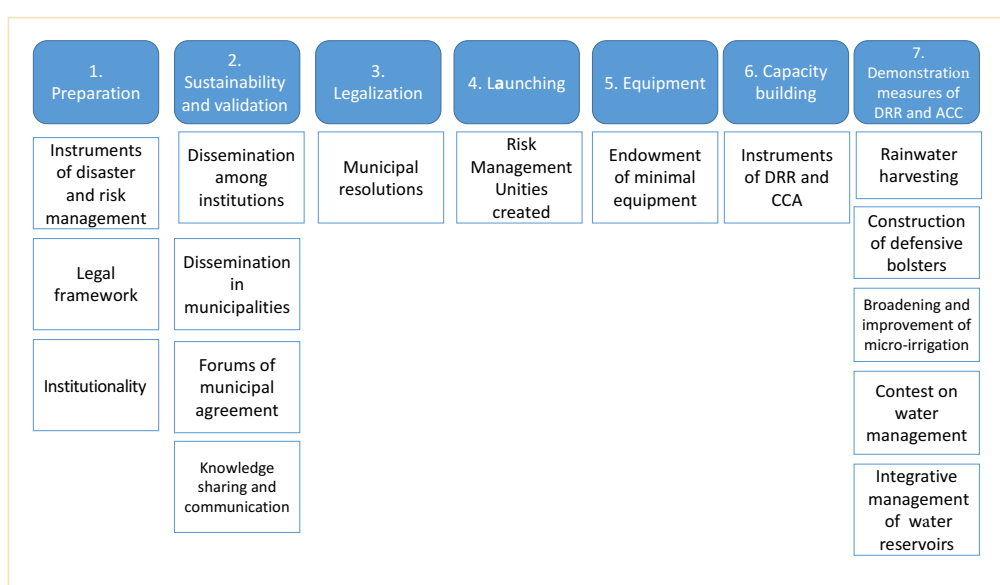 1.
Preparation
2.
Sustainability
and validation
3.
Legalization
4. Launching
5. Equipment
6. Capacity
building
7.
Demonstration
measures of
DRR and ACC
Instruments
of disaster
and risk
management
Legal
framework
Institutionality
Dissemination
among
institutions
Dissemination
in
municipalities
Forums of
municipal
agreement
Knowledge
sharing and
communication
Municipal
resolutions
Risk
Management
Unities
created
Endowment
of minimal
equipment
Instruments
of DRR and
CCA
Rainwater
harvesting
Construction
of defensive
bolsters
Broadening and
improvement of
micro-irrigation
Contest on
water
management
Integrative
management
of water
reservoirs